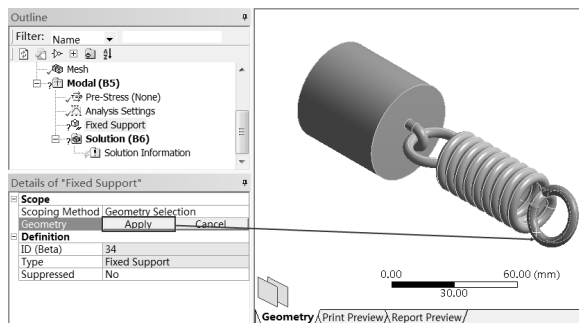 Outline
Filter: Name
Mesh
Modal (B5)
Pre-Stress (None)
Analysis Settings
Fixed Support
Solution (B6)
Solution Information
Details of "Fixed Support"
Scope
Scoping Method Geometry Selection
Geometry Apply Cancel
Definition
ID (Beta) 34
Type Fixed Support
Suppressed No
0.00 60.00 (mm)
30.00
Geometry Print Preview Report Preview